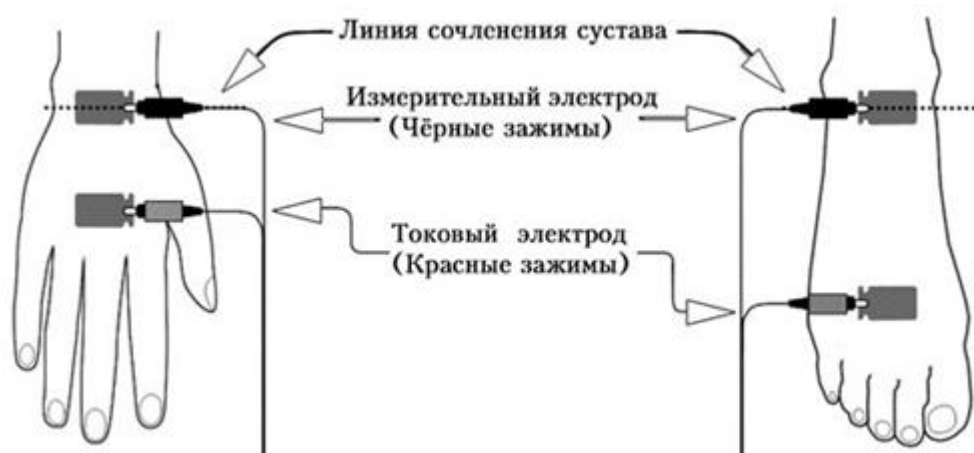 Линия сочленения сустава
Измерительный электрод
(Чёрные зажимы)
Токовый электрод
(Красные зажимы)